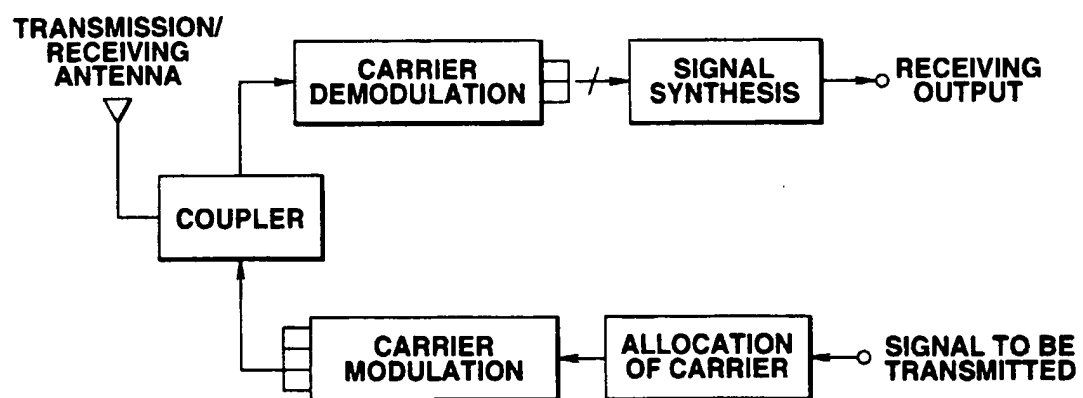 TRANSMISSION/
RECEIVING
ANTENNA
CARRIER
DEMODULATION
SIGNAL
SYNTHESIS
RECEIVING
OUTPUT
COUPLER
CARRIER
MODULATION
ALLOCATION
OF CARRIER
SIGNAL TO BE
TRANSMITTED